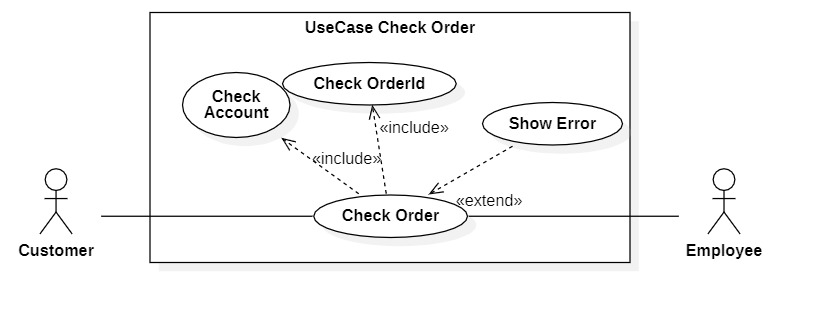 UseCase Check Order
Check OrderId
Check
Account
Show Error
«include»
«include»
«extend»
Check Order
Customer
Employee